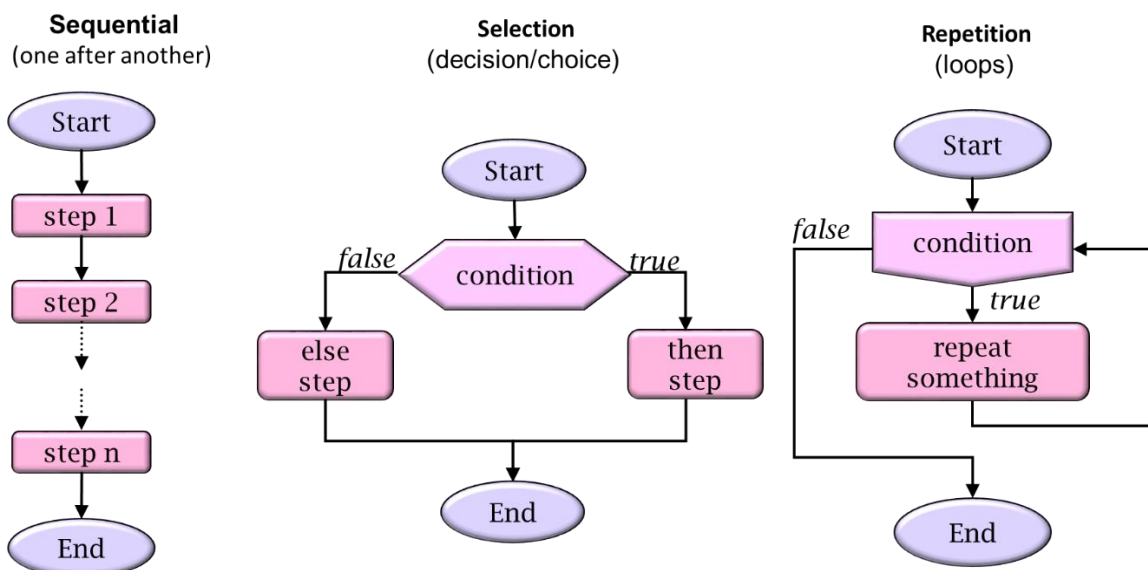 Sequential
(one after another)
Start
step 1
step 2
step n
End
Selection
(decision/choice)
Start
false
condition
true
else
step
then
step
End
Repetition
(loops)
Start
false
condition
true
repeat
something
End